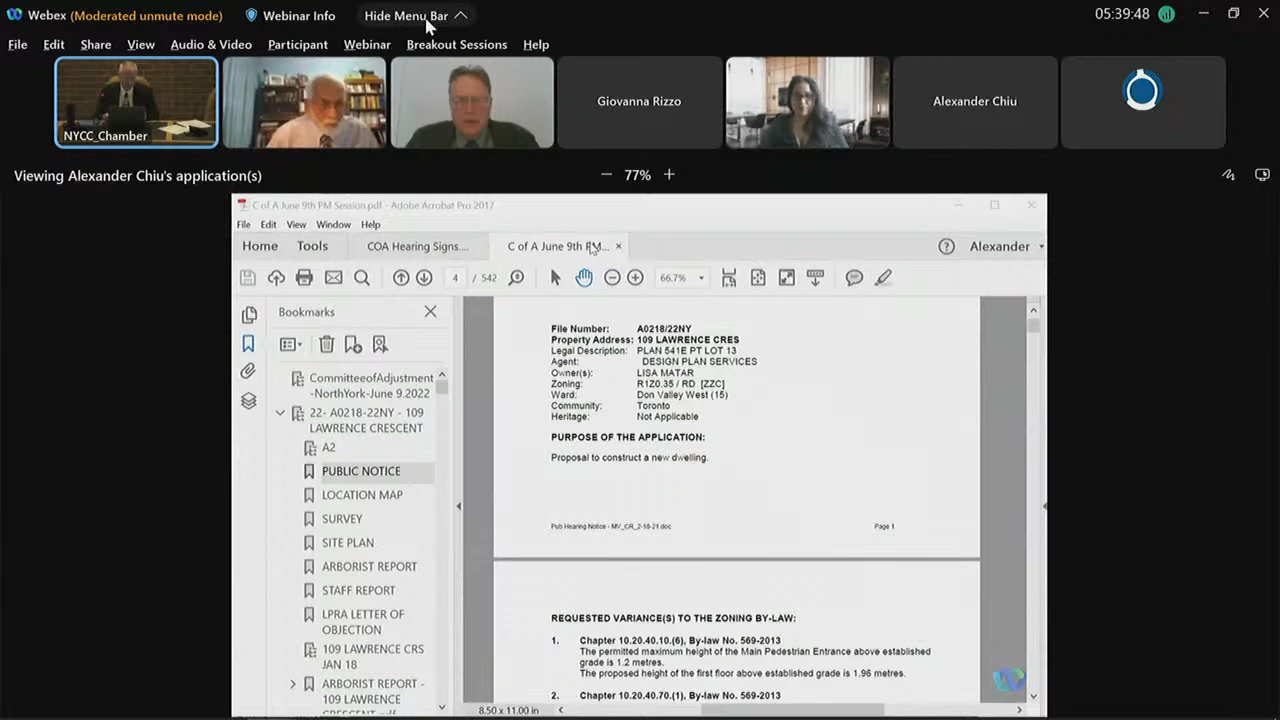 Webex (Moderated unmute mode) Webinar Info Hide Menu Bar 05:39:48
File Edit Share View Audio & Video Participant Webinar Breakout Sessions Help
NYCC_Chamber
Giovanna Rizzo
Alexander Chiu
Viewing Alexander Chiu's application(s) 77%
C of A June 9th PM Session.pdf - Adobe Acrobat Pro 2017
File Edit View Window Help
Home Tools COA Hearing Signs.... C of A June 9th PM... × Alexander
4 / 542 66.7%
Bookmarks
CommitteeofAdjustment
-NorthYork-June 9.2022
22- A0218-22NY - 109
LAWRENCE CRESCENT
A2
PUBLIC NOTICE
LOCATION MAP
SURVEY
SITE PLAN
ARBORIST REPORT
STAFF REPORT
LPRA LETTER OF
OBJECTION
109 LAWRENCE CRS
JAN 18
ARBORIST REPORT -
109 LAWRENCE
CRESCENT.pdf
File Number: A0218/22NY
Property Address: 109 LAWRENCE CRES
Legal Description: PLAN 541E PT LOT 13
Agent: DESIGN PLAN SERVICES
Owner(s): LISA MATAR
Zoning: R1Z0.35 / RD [ZZC]
Ward: Don Valley West (15)
Community: Toronto
Heritage: Not Applicable
PURPOSE OF THE APPLICATION:
Proposal to construct a new dwelling.
Pub Hearing Notice - MV_CR_2-18-21.doc Page 1
REQUESTED VARIANCE(S) TO THE ZONING BY-LAW:
1. Chapter 10.20.40.10.(6), By-law No. 569-2013
The permitted maximum height of the Main Pedestrian Entrance above established
grade is 1.2 metres.
The proposed height of the first floor above established grade is 1.96 metres.
2. Chapter 10.20.40.70.(1), By-law No. 569-2013
8.50 x 11.00 in